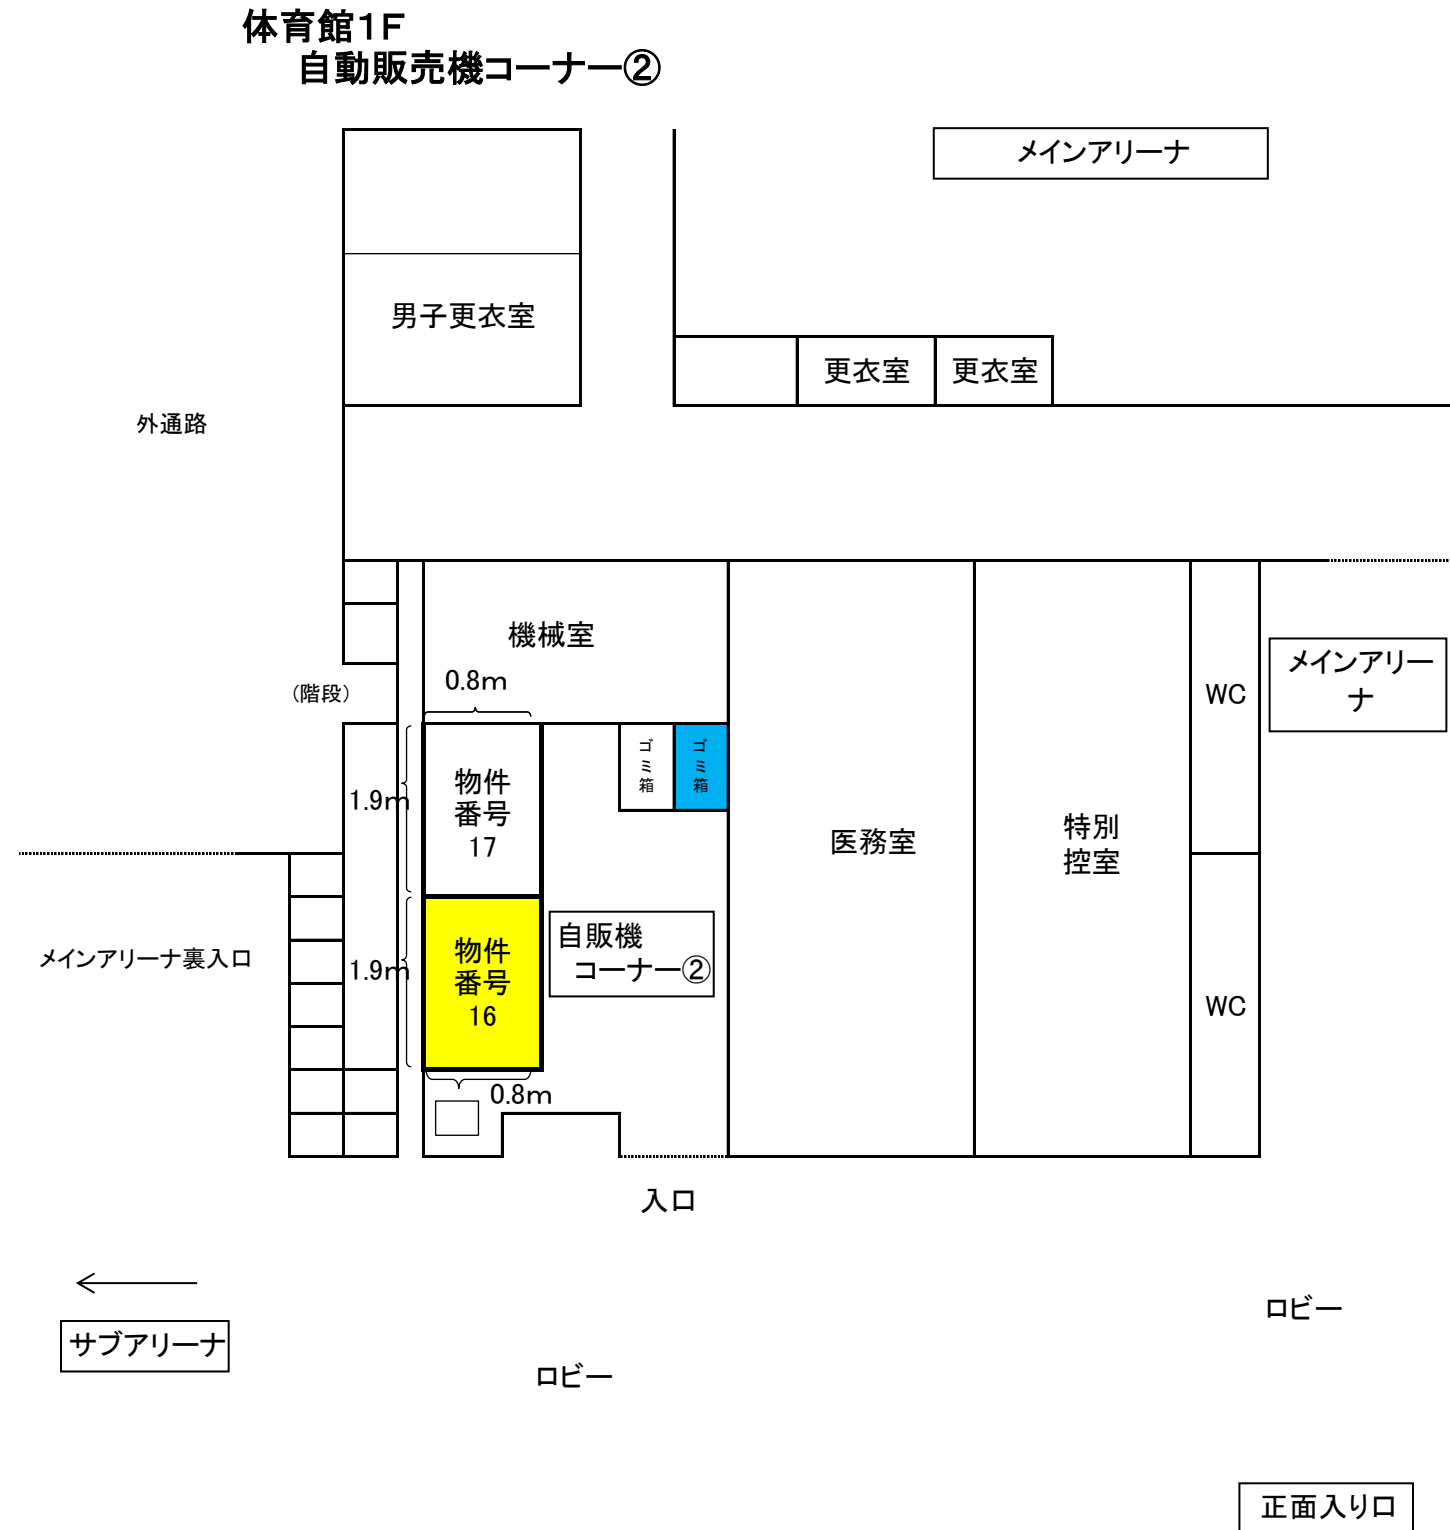 体育館1F
自動販売機コーナー②
メインアリーナ
男子更衣室
更衣室
更衣室
外通路
機械室
メインアリー
ナ
(階段)
0.8m
WC
ゴミ箱
ゴミ箱
物件
番号
17
1.9m
医務室
特別
控室
自販機
コーナー②
物件
番号
16
1.9m
メインアリーナ裏入口
WC
0.8m
入口
サブアリーナ
ロビー
ロビー
正面入り口